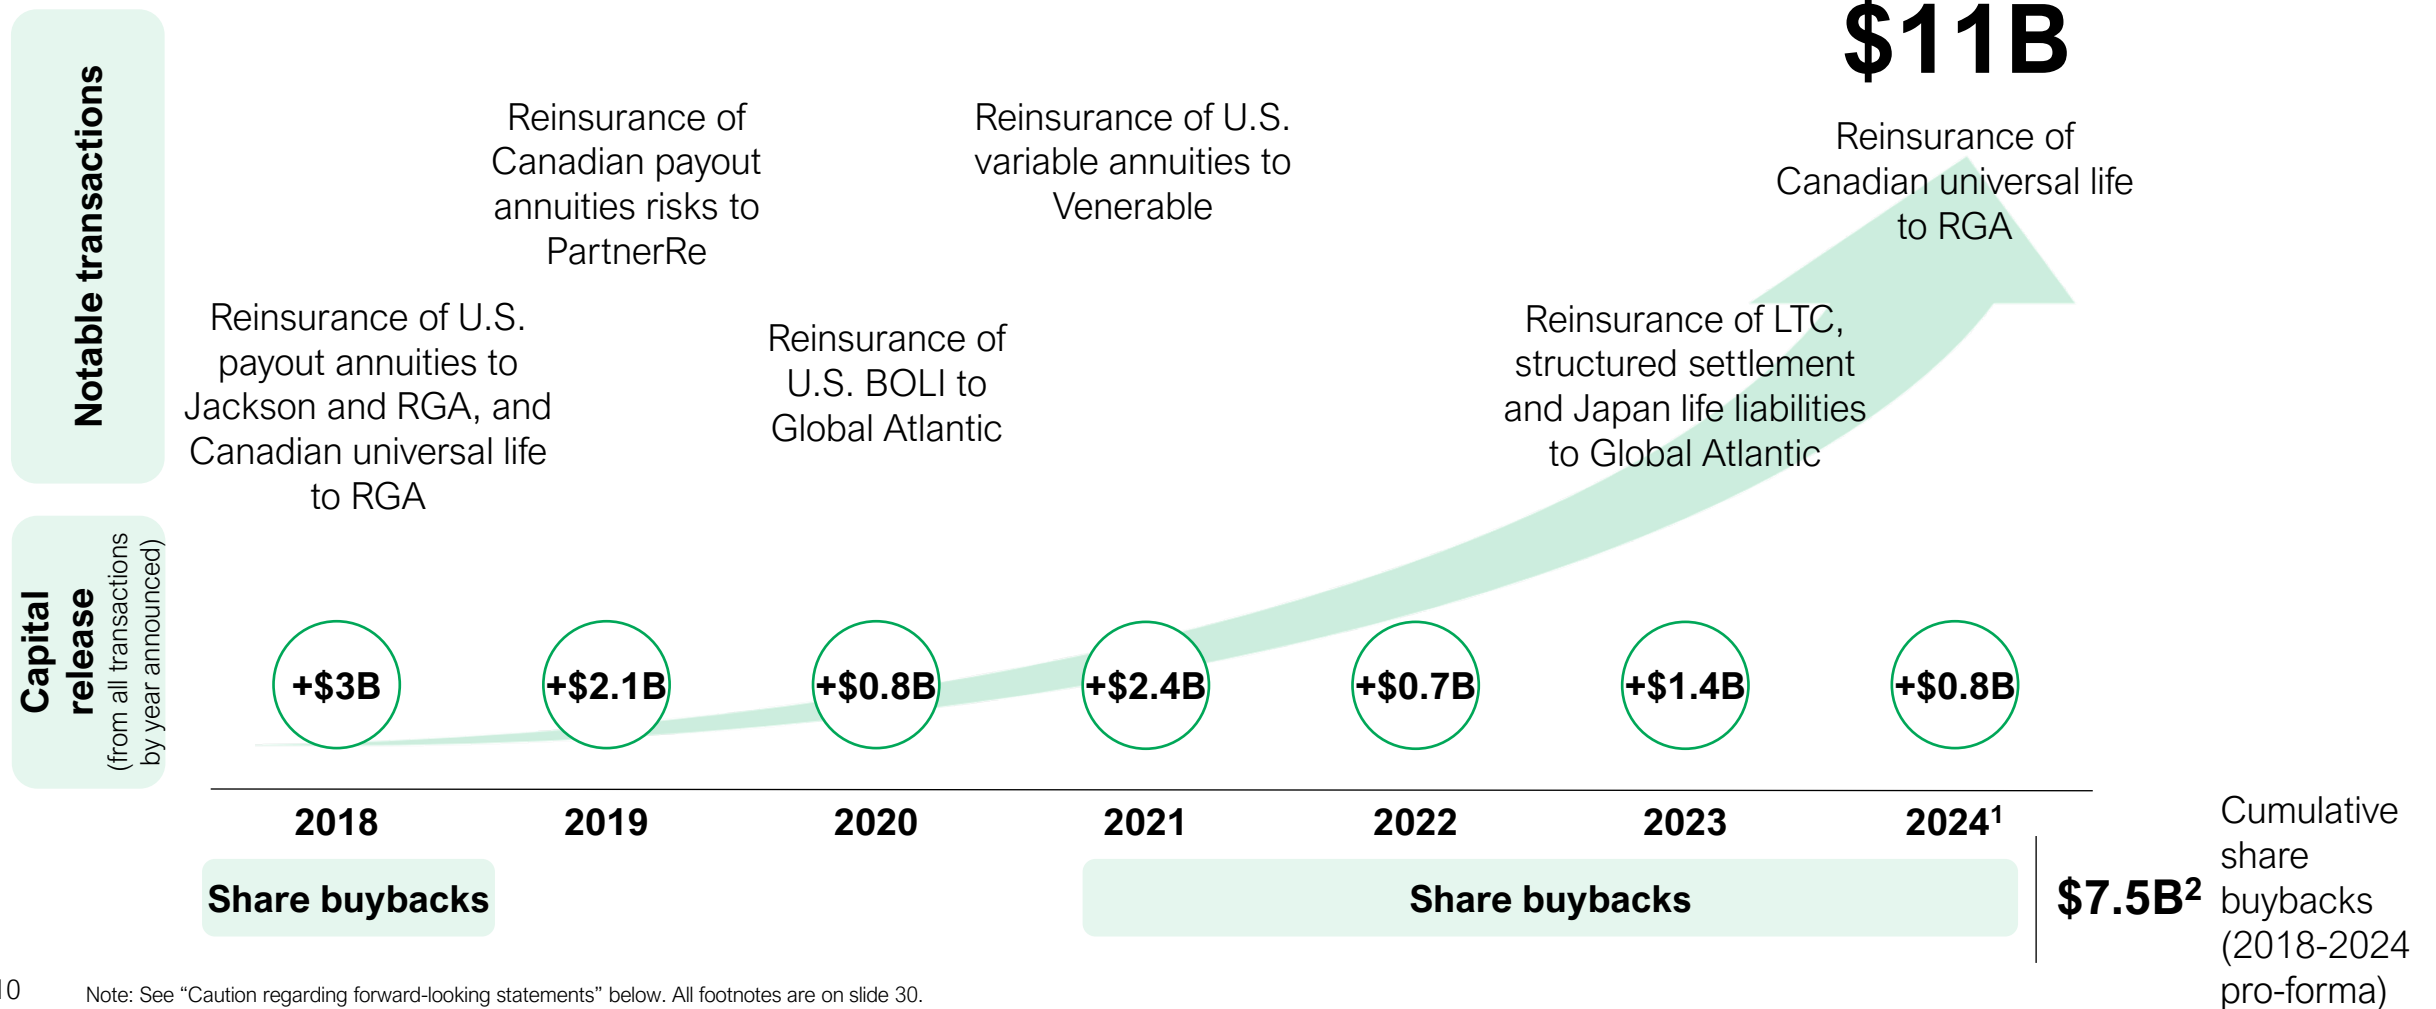 Notable transactions
$11B
Reinsurance of
Canadian universal life
to RGA
Reinsurance of
Canadian payout
annuities risks to
PartnerRe
Reinsurance of U.S.
variable annuities to
Venerable
Reinsurance of U.S.
payout annuities to
Jackson and RGA, and
Canadian universal life
to RGA
Reinsurance of
U.S. BOLI to
Global Atlantic
Reinsurance of LTC,
structured settlement
and Japan life liabilities
to Global Atlantic
Capital
release
(from all transactions
by year announced)
+$3B
+$2.1B
+$0.8B
+$2.4B
+$0.7B
+$1.4B
+$0.8B
2018
2019
2020
2021
2022
2023
2024¹
Share buybacks
Share buybacks
$7.5B²
Cumulative
share
buybacks
(2018-2024
pro-forma)
10
Note: See “Caution regarding forward-looking statements” below. All footnotes are on slide 30.